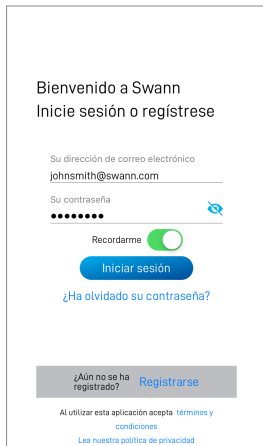 Bienvenido a Swann
Inicie sesión o regístrese
Su dirección de correo electrónico
johnsmith@swann.com
Su contraseña
●●●●●●●●
Recordarme
Iniciar sesión
¿Ha olvidado su contraseña?
¿Aún no se ha
registrado? Registrarse
Al utilizar esta aplicación acepta términos y
condiciones
Lea nuestra política de privacidad